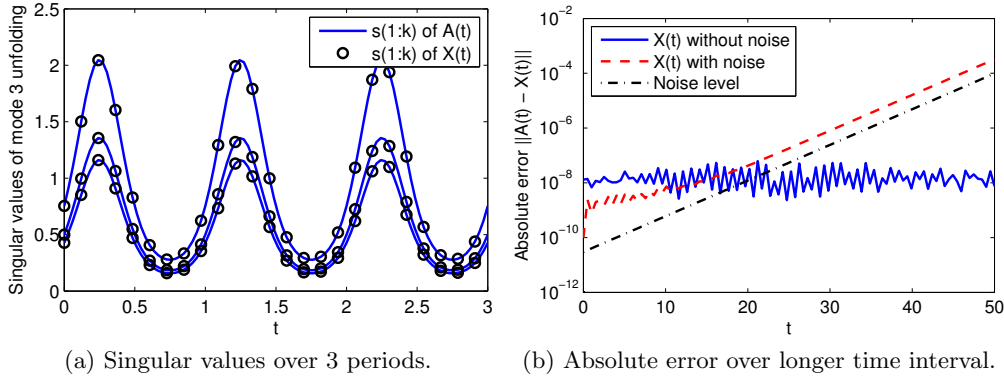 2.5
2
1.5
1
0.5
0
0
0.5
1
1.5
2
2.5
3
t
Singular values of mode 3 unfolding
s(1:k) of A(t)
s(1:k) of X(t)
(a) Singular values over 3 periods.
10^-2
10^-4
10^-6
10^-8
10^-10
10^-12
0
10
20
30
40
50
t
Absolute error ||A(t) − X(t)||
X(t) without noise
X(t) with noise
Noise level
(b) Absolute error over longer time interval.